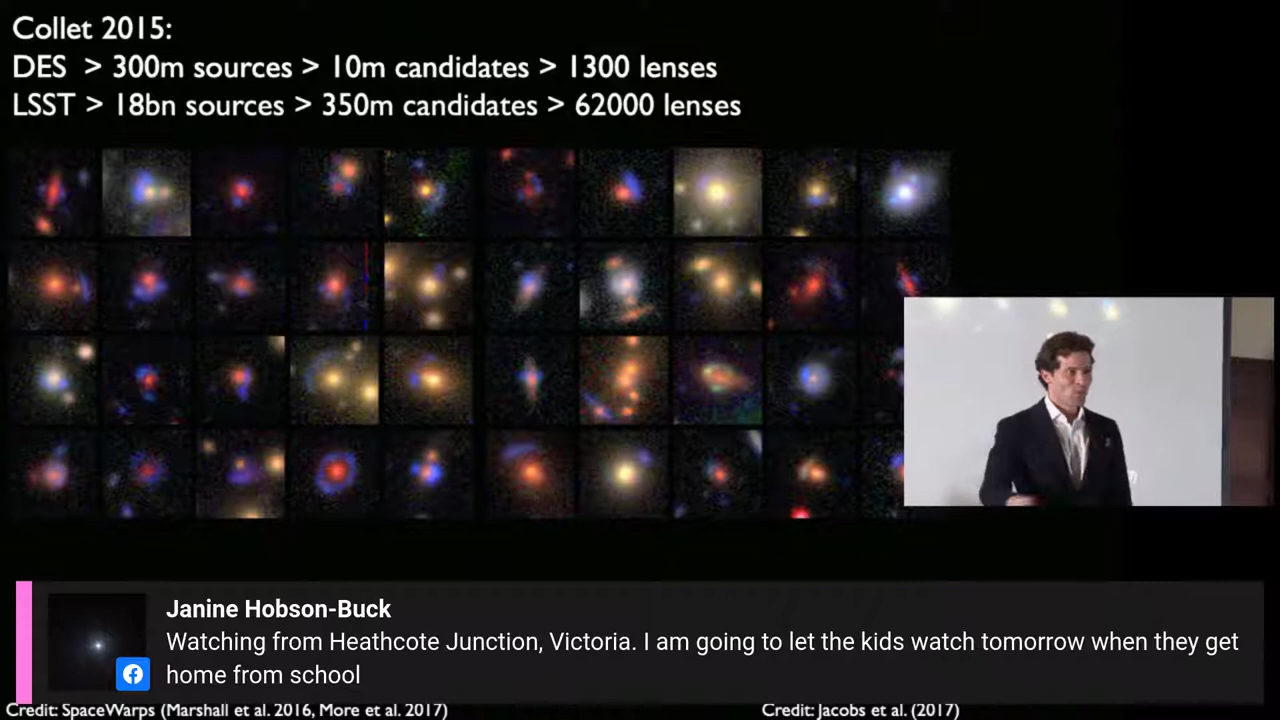 Collet 2015:
DES > 300m sources > 10m candidates > 1300 lenses
LSST > 18bn sources > 350m candidates > 62000 lenses
Janine Hobson-Buck
Watching from Heathcote Junction, Victoria. I am going to let the kids watch tomorrow when they get
home from school
Credit: SpaceWarps (Marshall et al. 2016, More et al. 2017)
Credit: Jacobs et al. (2017)